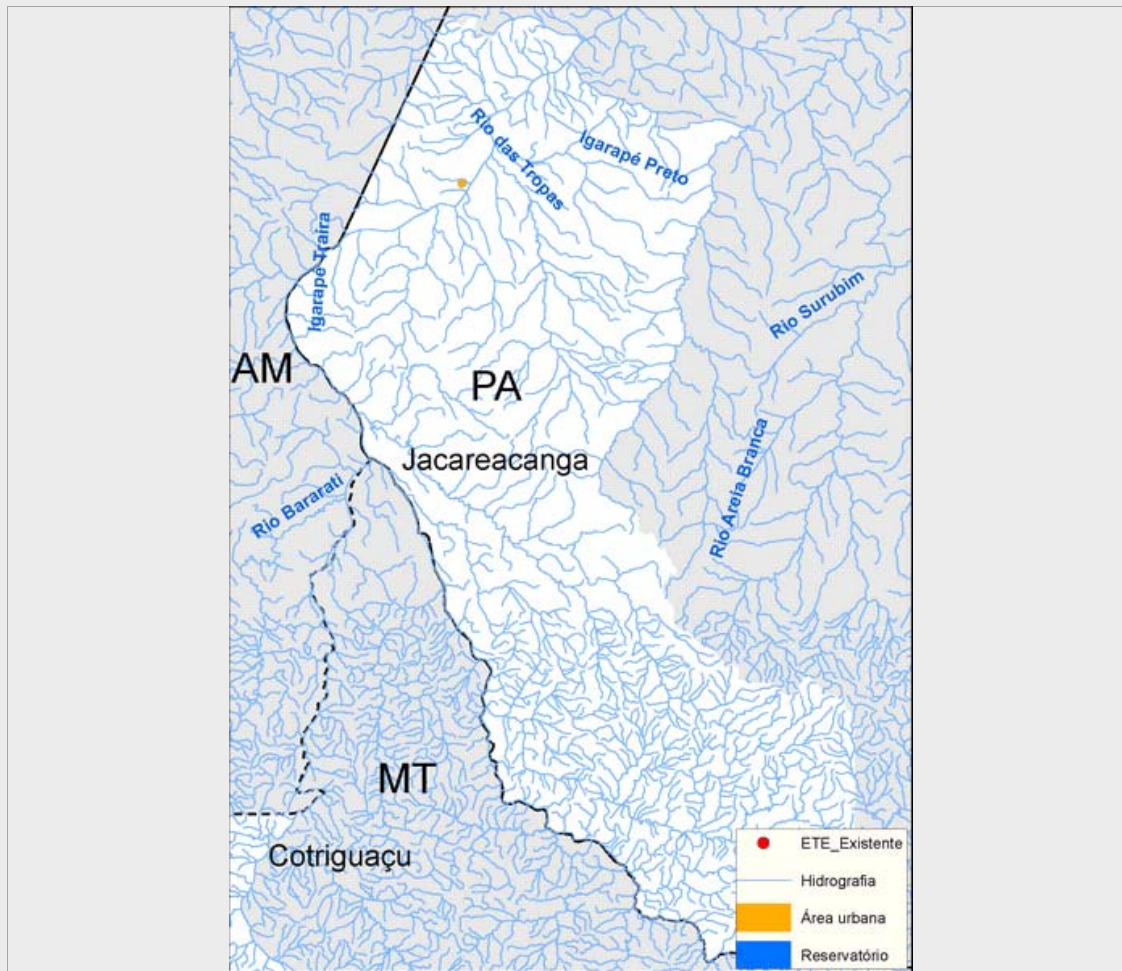 Rio das Tropas
Igarapé Preto
Igarapé Traira
Rio Surubim
AM
PA
Jacareacanga
Rio Areia Branca
Rio Bararati
MT
Cotriguaçu
ETE_Existente
Hidrografia
Área urbana
Reservatório